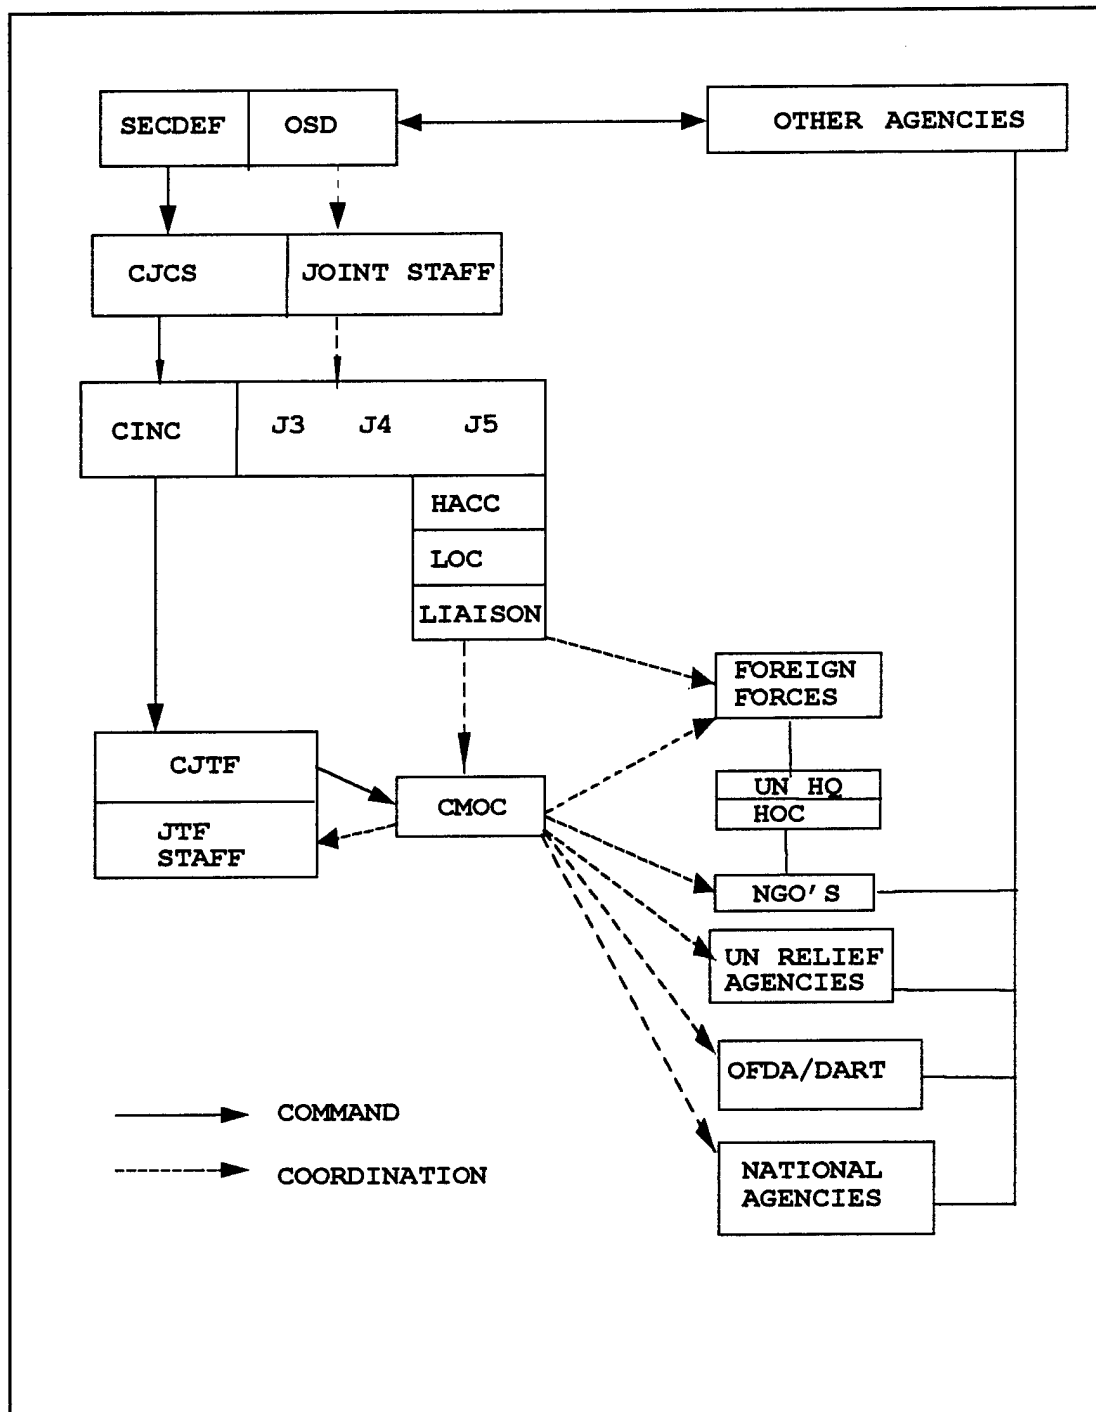 SECDEF OSD OTHER AGENCIES
CJCS JOINT STAFF
CINC J3 J4 J5
HACC
LOC
LIAISON
FOREIGN
FORCES
CJTF
UN HQ
CMOC
HOC
JTF
STAFF
NGO'S
UN RELIEF
AGENCIES
OFDA/DART
COMMAND
COORDINATION
NATIONAL
AGENCIES